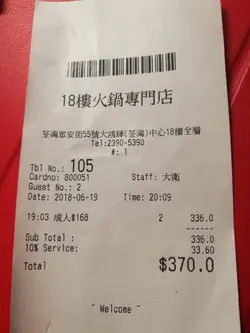 18樓火鍋專門店
荃灣眾安街55號大鴻輝(荃灣)中心18樓全層
Tel:2390-5390
#: 1
Tbl No.: 105
Cardno: 800051 Staff: 大衛
Guest No.: 2
Date: 2018-06-19 Time: 20:09
19:03 成人$168 2 336.0
Sub Total : 336.0
10% Service: 33.60
Total $370.0
~ Welcome ~